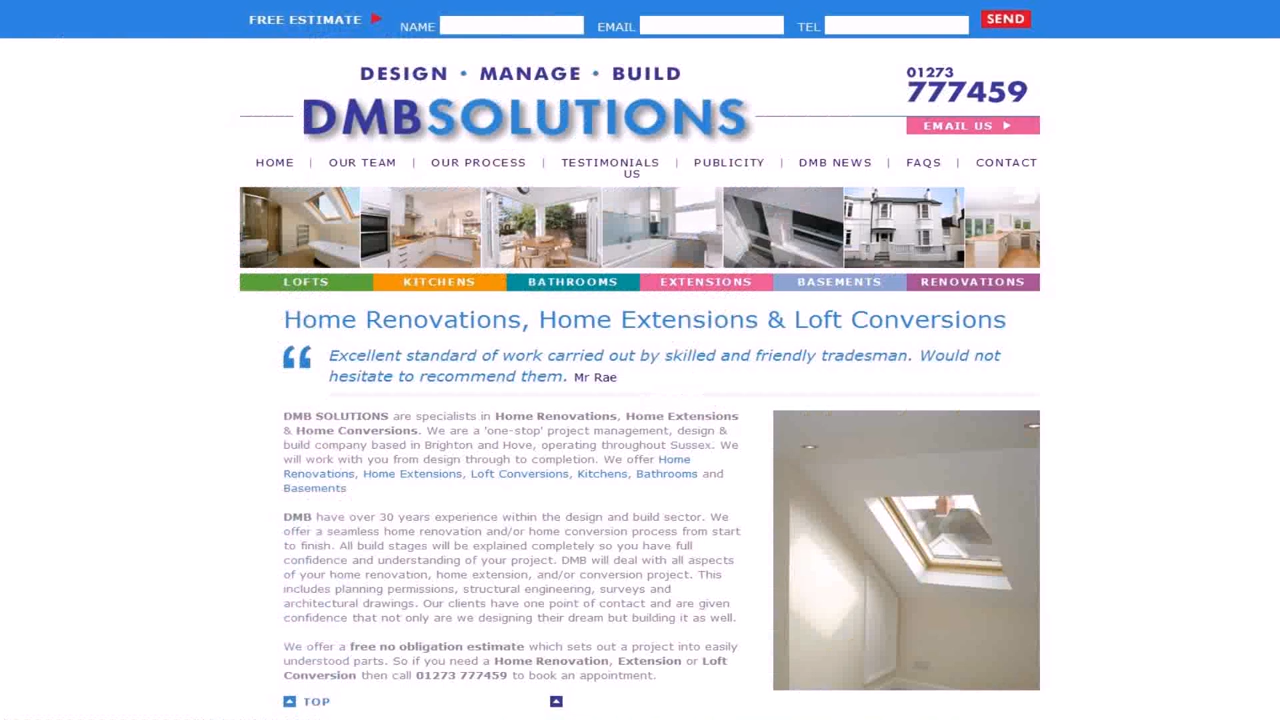 FREE ESTIMATE NAME EMAIL TEL SEND
DESIGN • MANAGE • BUILD
DMBSOLUTIONS
01273
777459
EMAIL US
HOME | OUR TEAM | OUR PROCESS | TESTIMONIALS | PUBLICITY | DMB NEWS | FAQS | CONTACT
US
LOFTS KITCHENS BATHROOMS EXTENSIONS BASEMENTS RENOVATIONS
Home Renovations, Home Extensions & Loft Conversions
“ Excellent standard of work carried out by skilled and friendly tradesman. Would not
hesitate to recommend them. Mr Rae
DMB SOLUTIONS are specialists in Home Renovations, Home Extensions
& Home Conversions. We are a 'one-stop' project management, design &
build company based in Brighton and Hove, operating throughout Sussex. We
will work with you from design through to completion. We offer Home
Renovations, Home Extensions, Loft Conversions, Kitchens, Bathrooms and
Basements
DMB have over 30 years experience within the design and build sector. We
offer a seamless home renovation and/or home conversion process from start
to finish. All build stages will be explained completely so you have full
confidence and understanding of your project. DMB will deal with all aspects
of your home renovation, home extension, and/or conversion project. This
includes planning permissions, structural engineering, surveys and
architectural drawings. Our clients have one point of contact and are given
confidence that not only are we designing their dream but building it as well.
We offer a free no obligation estimate which sets out a project into easily
understood parts. So if you need a Home Renovation, Extension or Loft
Conversion then call 01273 777459 to book an appointment.
TOP